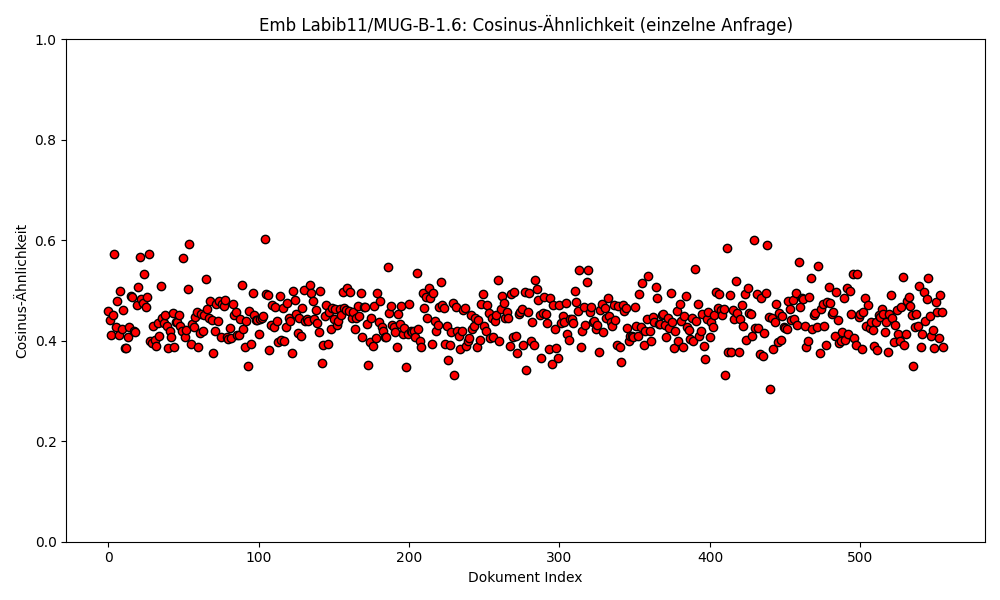 Emb Labib11/MUG-B-1.6: Cosinus-Ähnlichkeit (einzelne Anfrage)
1.0
0.8
0.6
0.4
0.2
0.0
Cosinus-Ähnlichkeit
0 100 200 300 400 500
Dokument Index